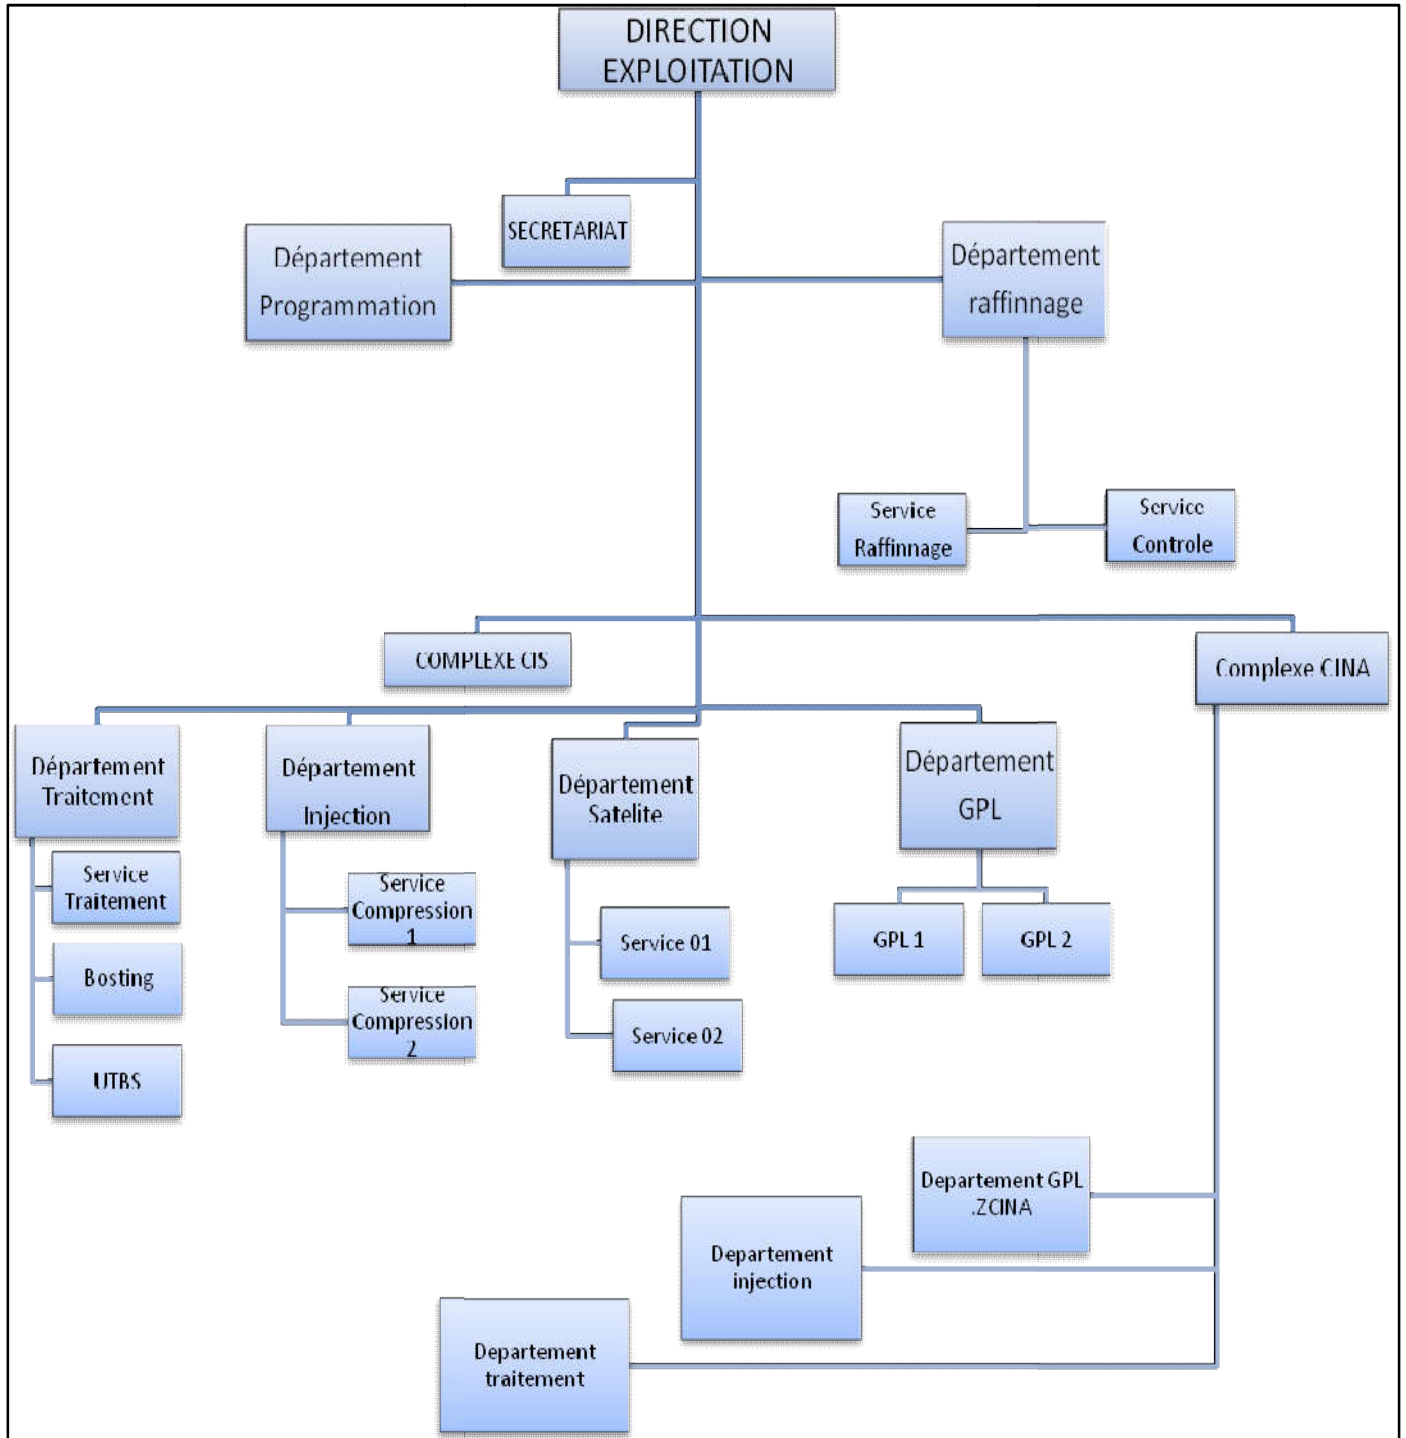 DIRECTION
EXPLOITATION
SECRETARIAT
Département
Programmation
Département
raffinnage
Service
Raffinnage
Service
Controle
COMPLEXE CIS
Complexe CINA
Département
Traitement
Département
Injection
Département
Satelite
Département
GPL
Service
Traitement
Bosting
UTBS
Service
Compression
1
Service
Compression
2
Service 01
Service 02
GPL 1
GPL 2
Departement GPL
.ZCINA
Departement
injection
Departement
traitement